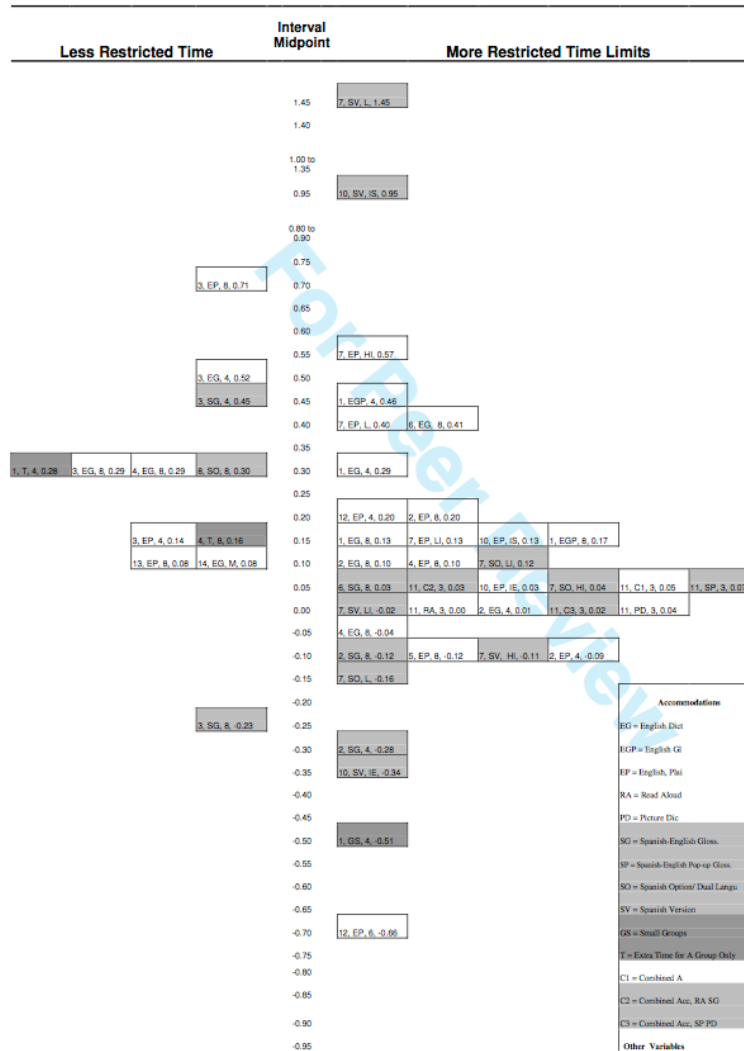 Interval
Midpoint
Less Restricted Time More Restricted Time Limits
1.45 7, SV, L, 1.45
1.40
1.00 to
1.35
0.95 10, SV, IS, 0.95
0.80 to
0.90
0.75
3, EP, 8, 0.71 0.70
0.65
0.60
0.55 7, EP, HI, 0.57
3, EG, 4, 0.52 0.50
3, SG, 4, 0.45 0.45 1, EGP, 4, 0.46
0.40 7, EP, L, 0.40 6, EG, 8, 0.41
0.35
1, T, 4, 0.28 3, EG, 8, 0.29 4, EG, 8, 0.29 8, SO, 8, 0.30 0.30 1, EG, 4, 0.29
0.25
0.20 12, EP, 4, 0.20 2, EP, 8, 0.20
3, EP, 4, 0.14 4, T, 8, 0.16 0.15 1, EG, 8, 0.13 7, EP, LI, 0.13 10, EP, IS, 0.13 1, EGP, 8, 0.17
13, EP, 8, 0.08 14, EG, M, 0.08 0.10 2, EG, 8, 0.10 4, EP, 8, 0.10 7, SO, LI, 0.12
0.05 6, SG, 8, 0.03 11, C2, 3, 0.03 10, EP, IE, 0.03 7, SO, HI, 0.04 11, C1, 3, 0.05 11, SP, 3, 0.07
0.00 7, SV, LI, -0.02 11, RA, 3, 0.00 2, EG, 4, 0.01 11, C3, 3, 0.02 11, PD, 3, 0.04
-0.05 4, EG, 8, -0.04
-0.10 2, SG, 8, -0.12 5, EP, 8, -0.12 7, SV, HI, -0.11 2, EP, 4, -0.09
-0.15 7, SO, L, -0.16
-0.20 Accommodations
3, SG, 8, -0.23 -0.25 EG = English Dict
-0.30 2, SG, 4, -0.28 EGP = English Gl
-0.35 10, SV, IE, -0.34 EP = English, Plai
-0.40 RA = Read Aloud
-0.45 PD = Picture Dic
-0.50 1, GS, 4, -0.51 SG = Spanish-English Gloss.
-0.55 SP = Spanish-English Pop-up Gloss.
-0.60 SO = Spanish Option/ Dual Langu
-0.65 SV = Spanish Version
-0.70 12, EP, 6, -0.66 GS = Small Groups
-0.75 T = Extra Time for A Group Only
-0.80 C1 = Combined A
-0.85 C2 = Combined Acc, RA SG
-0.90 C3 = Combined Acc, SP PD
-0.95 Other Variables
For Peer Review